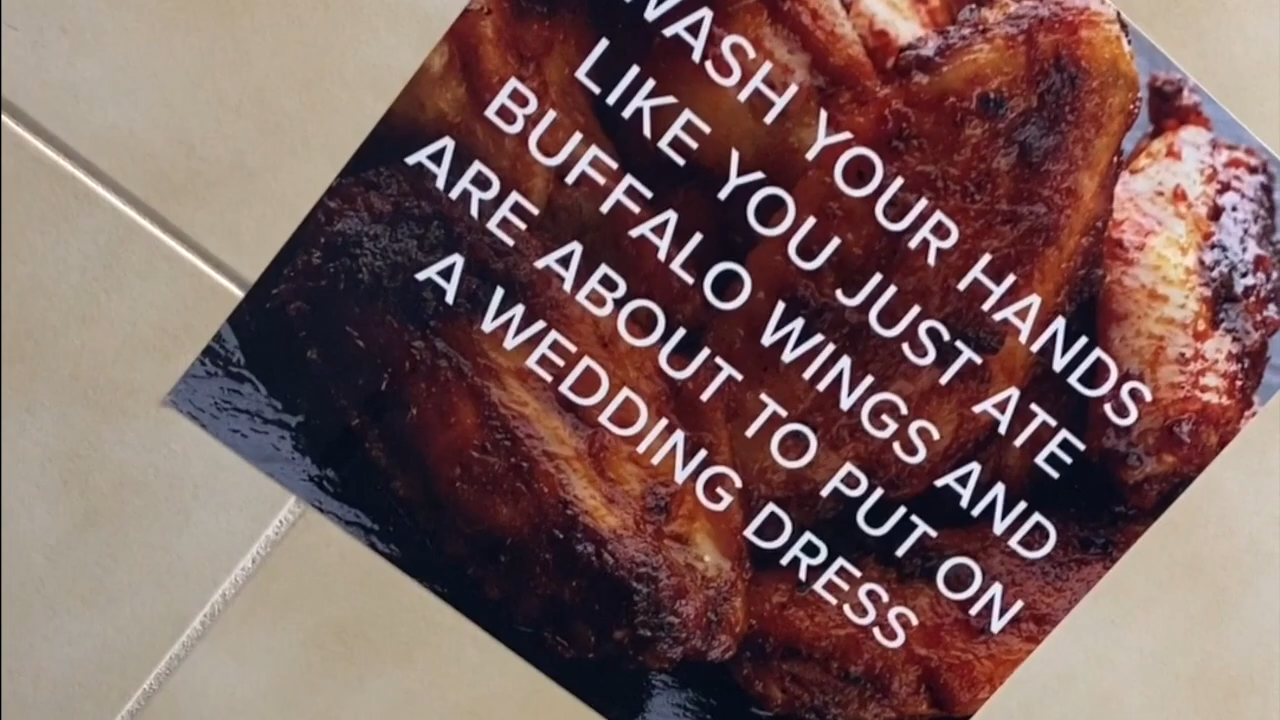 WASH YOUR HANDS
LIKE YOU JUST ATE
BUFFALO WINGS AND
ARE ABOUT TO PUT ON
A WEDDING DRESS